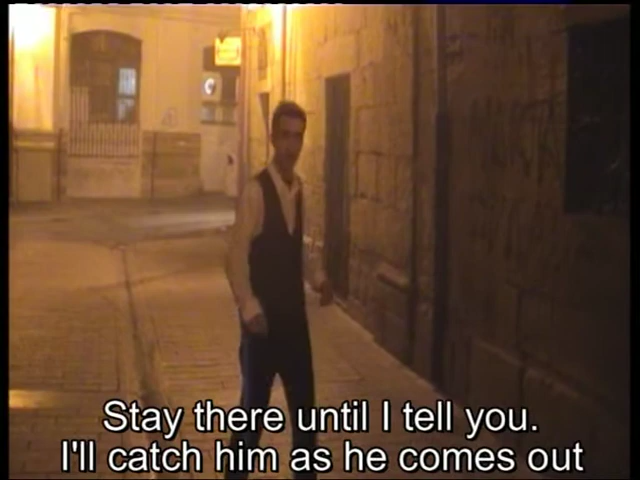 Stay there until I tell you.
I'll catch him as he comes out